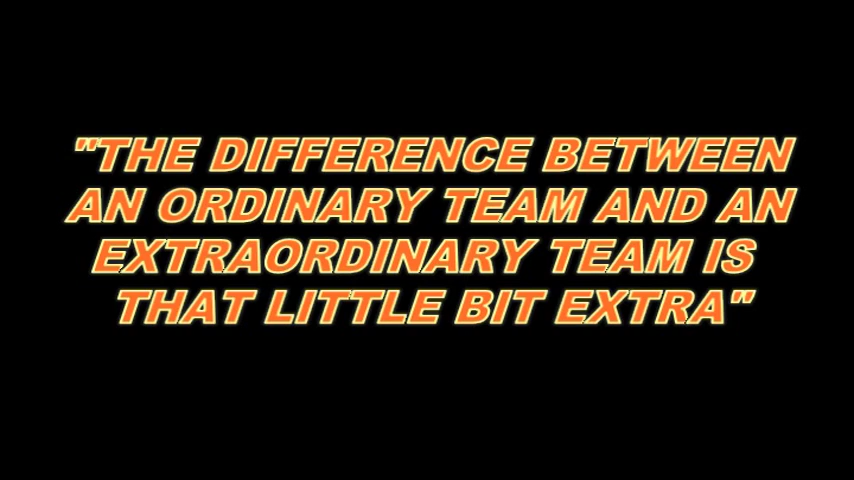 "THE DIFFERENCE BETWEEN
AN ORDINARY TEAM AND AN
EXTRAORDINARY TEAM IS
THAT LITTLE BIT EXTRA"